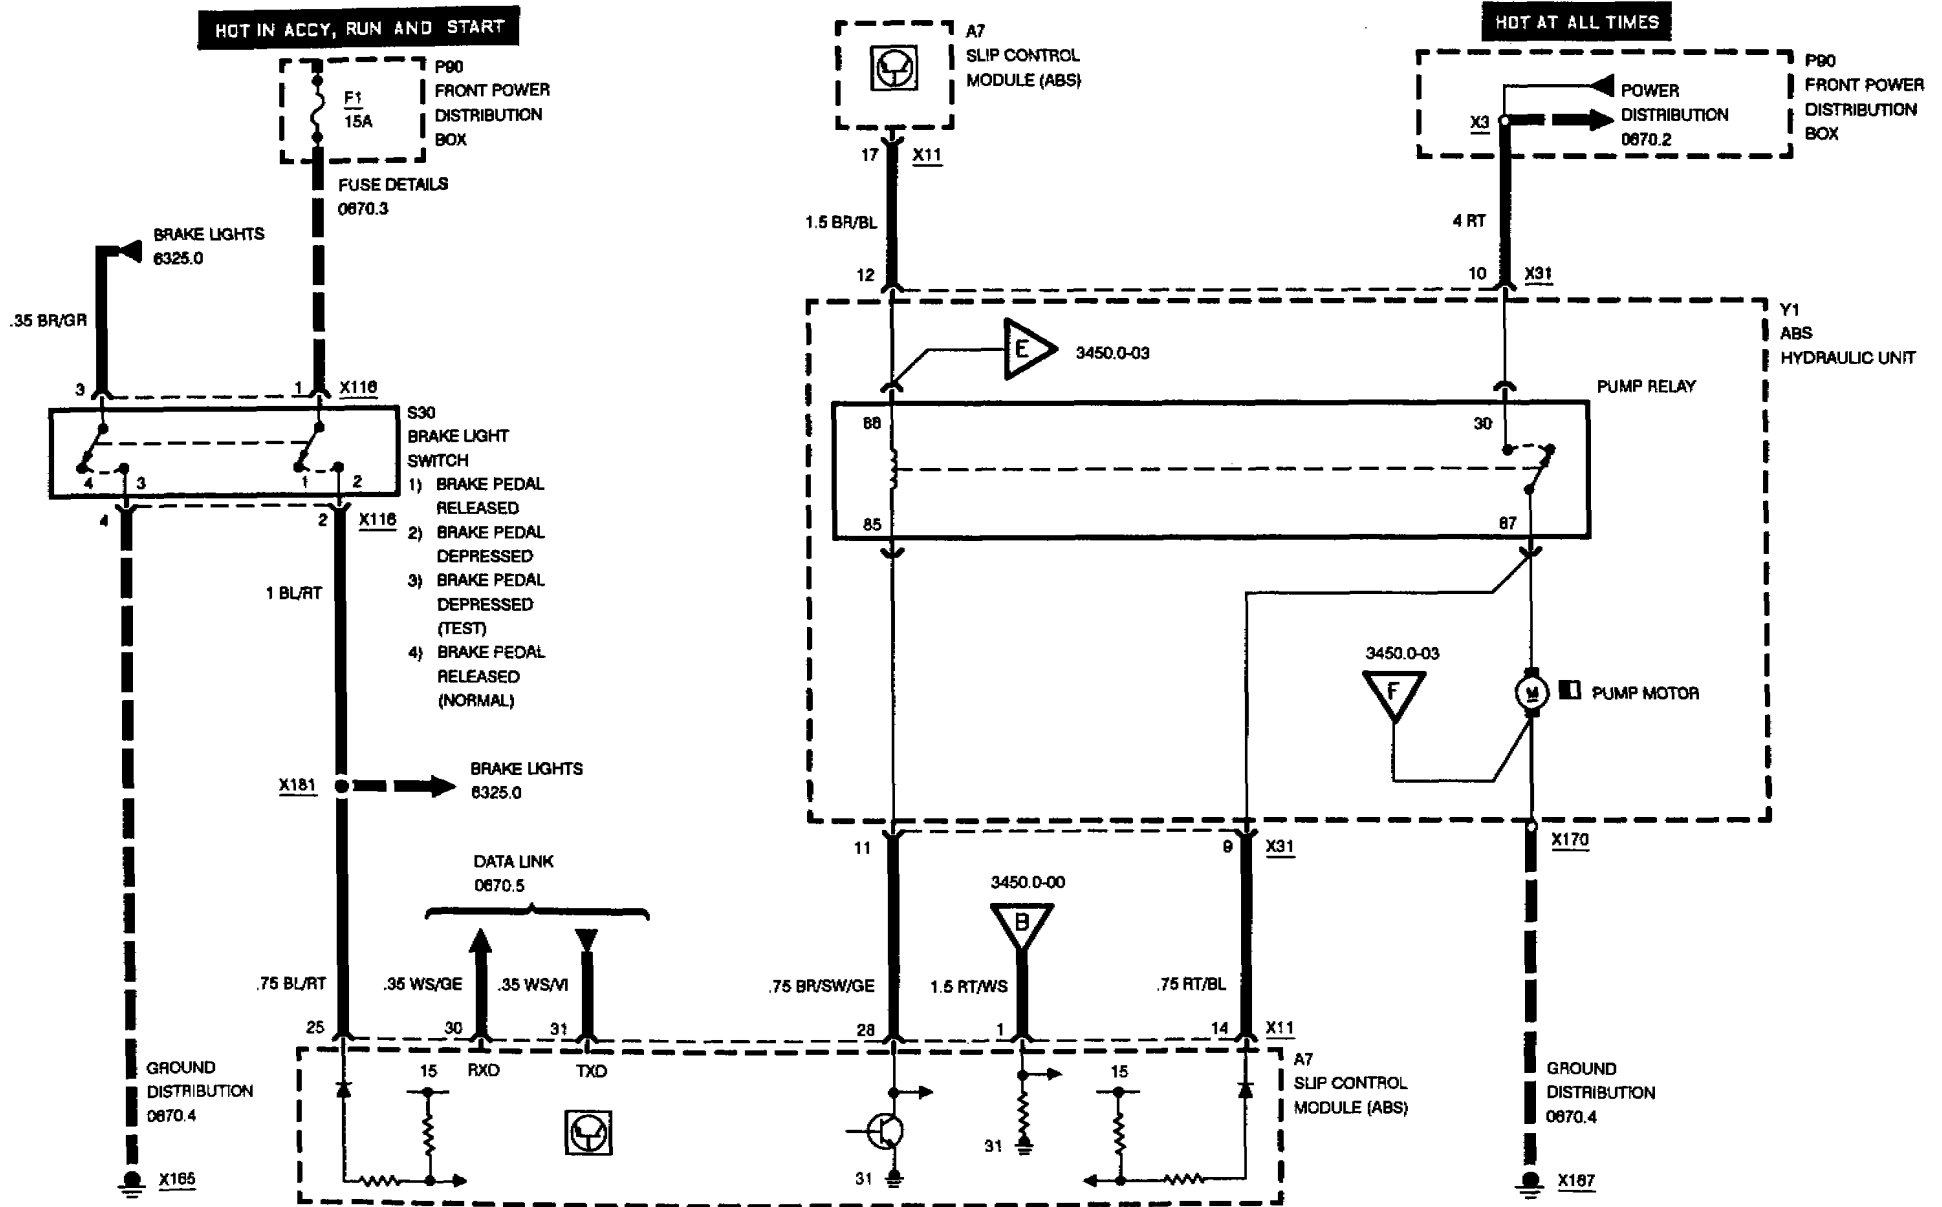 HOT IN ACCY, RUN AND START
P90
FRONT POWER
DISTRIBUTION
BOX
F1
15A
FUSE DETAILS
0670.3
BRAKE LIGHTS
6325.0
.35 BR/GR
3
1
X116
S30
BRAKE LIGHT
SWITCH
1) BRAKE PEDAL
RELEASED
2) BRAKE PEDAL
DEPRESSED
3) BRAKE PEDAL
DEPRESSED
(TEST)
4) BRAKE PEDAL
RELEASED
(NORMAL)
4
3
1
2
4
2
X116
1 BL/RT
X181
BRAKE LIGHTS
6325.0
DATA LINK
0670.5
.75 BL/RT
.35 WS/GE
.35 WS/VI
25
30
31
GROUND
DISTRIBUTION
0670.4
X165
A7
SLIP CONTROL
MODULE (ABS)
17
X11
1.5 BR/BL
12
HOT AT ALL TIMES
P90
FRONT POWER
DISTRIBUTION
BOX
POWER
DISTRIBUTION
0670.2
X3
4 RT
10
X31
Y1
ABS
HYDRAULIC UNIT
E
3450.0-03
PUMP RELAY
86
30
85
87
3450.0-03
F
M
PUMP MOTOR
11
9
X31
X170
3450.0-00
B
.75 BR/SW/GE
1.5 RT/WS
.75 RT/BL
28
1
14
X11
15
RXD
TXD
31
31
15
A7
SLIP CONTROL
MODULE (ABS)
GROUND
DISTRIBUTION
0670.4
X167